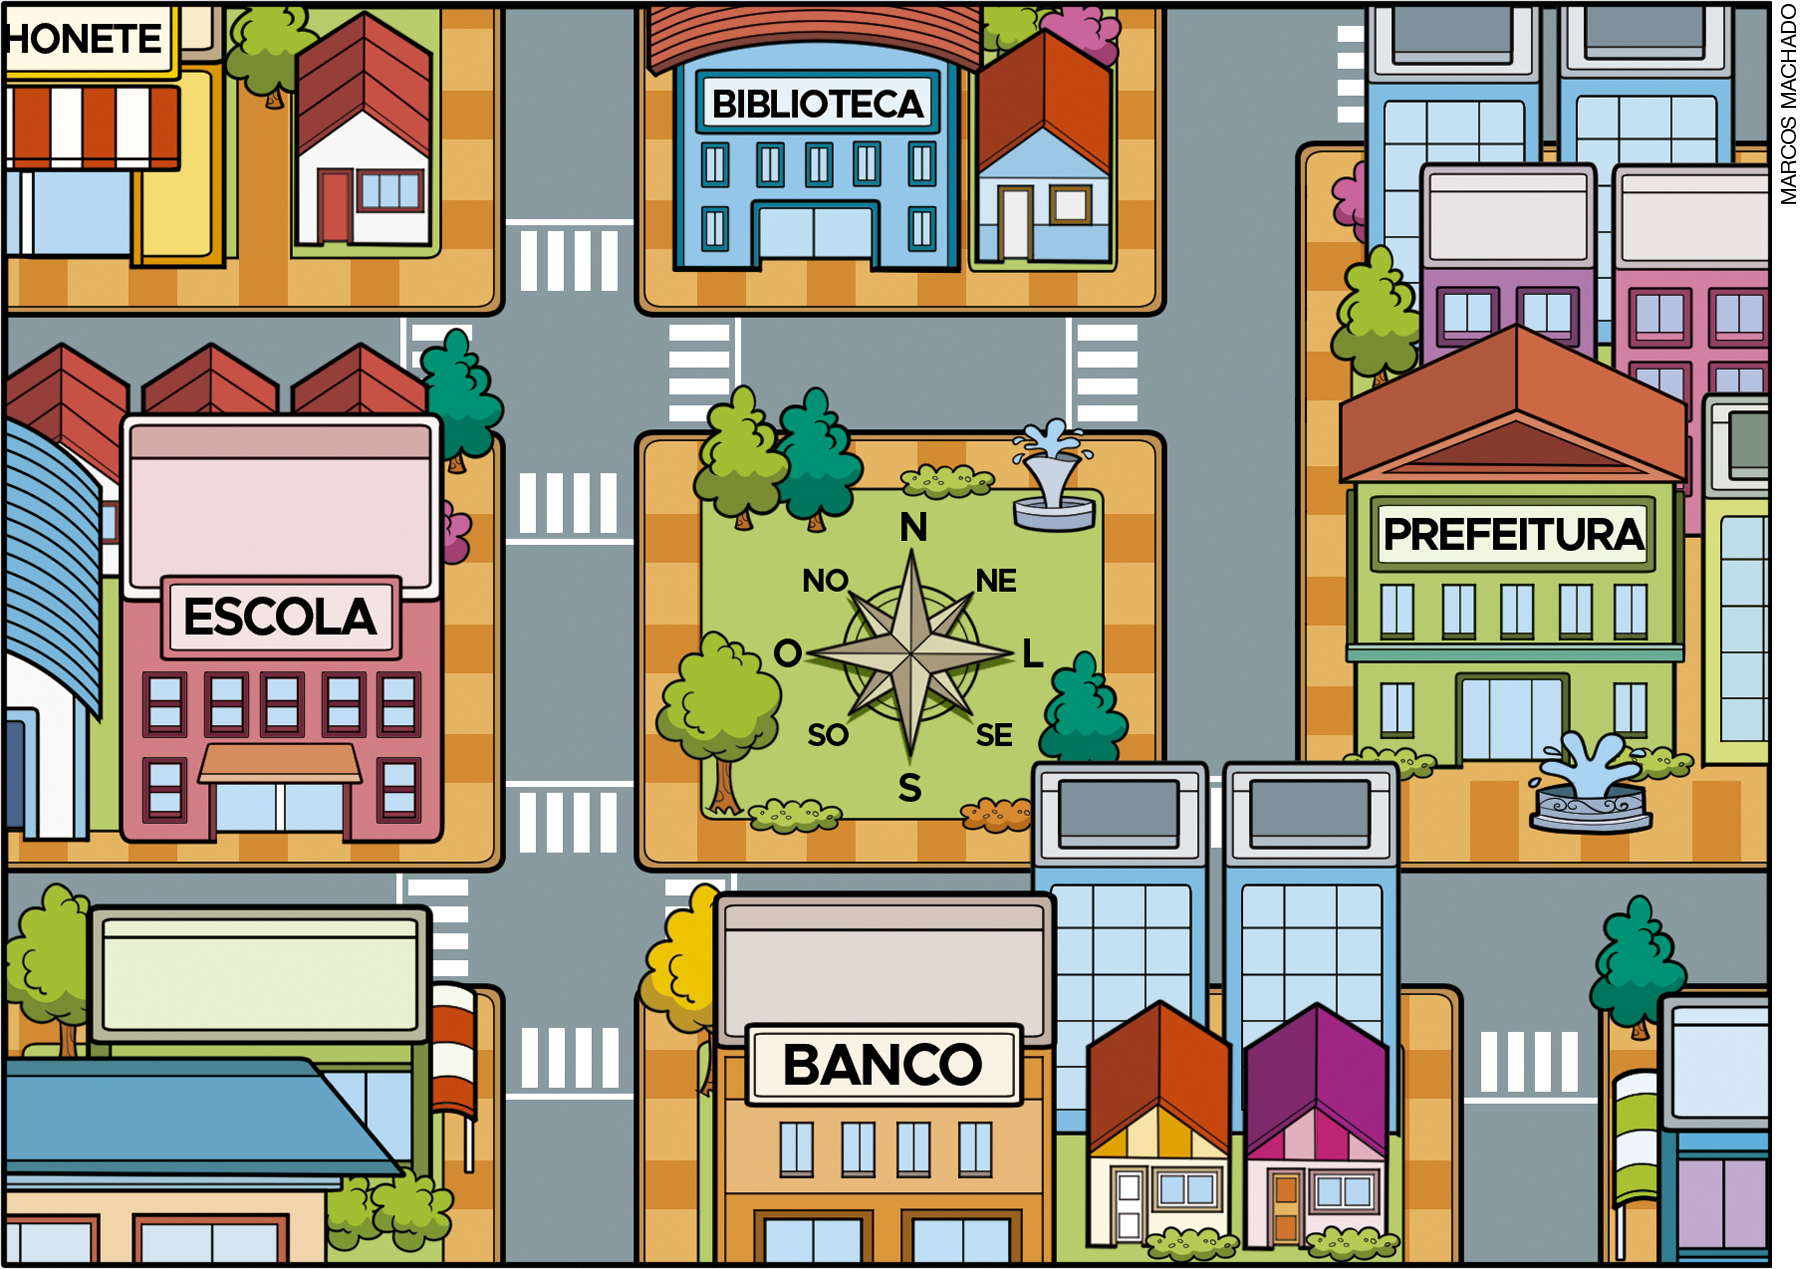 HONETE
BIBLIOTECA
MARCOS MACHADO
PREFEITURA
ESCOLA
N
NO NE
O L
SO SE
S
BANCO